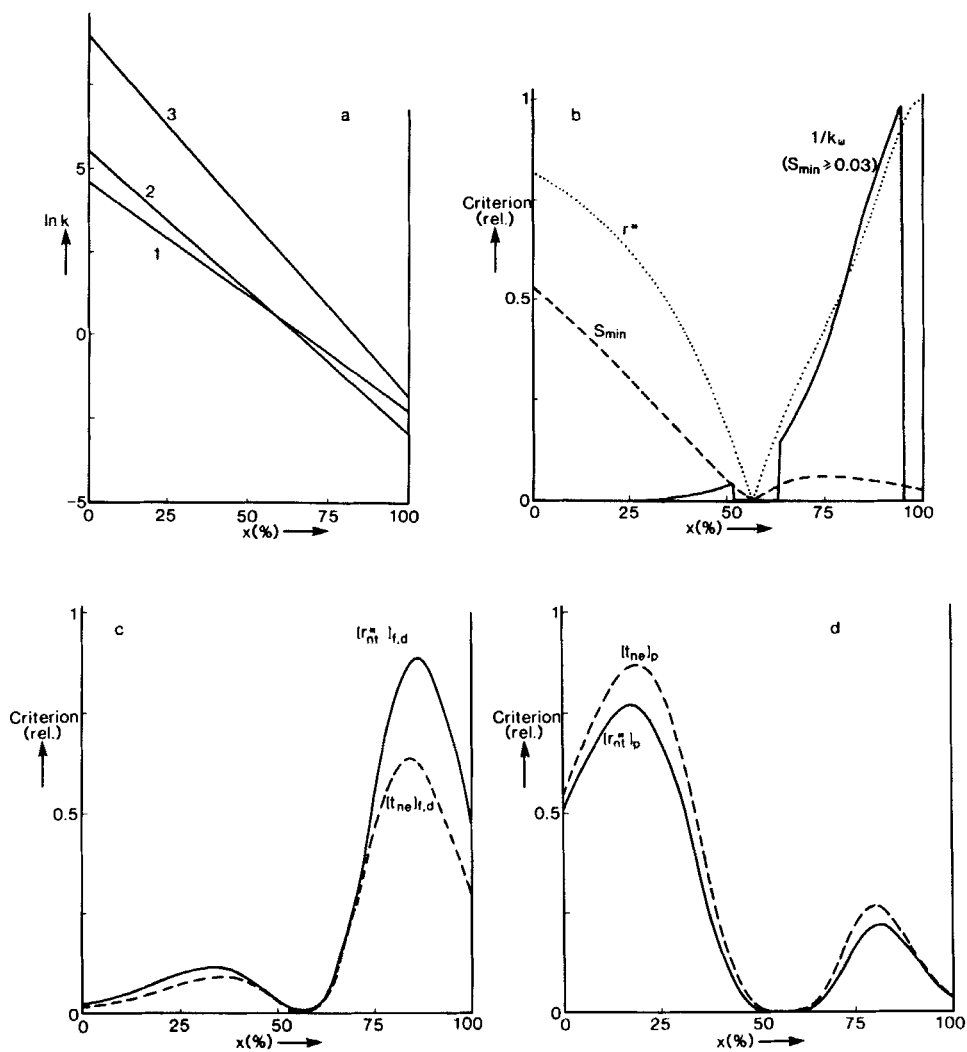 a
3
5
2
ln k
1
0
-5
0
25
50
75
100
x(%)
b
1
1/kω
(Smin ≥ 0.03)
Criterion
(rel.)
r*
0.5
Smin
0
0
25
50
75
100
x(%)
c
1
[r*nt]f,d
Criterion
(rel.)
0.5
[tne]f,d
0
0
25
50
75
100
x(%)
d
1
[tne]p
Criterion
(rel.)
[r*nt]p
0.5
0
0
25
50
75
100
x(%)